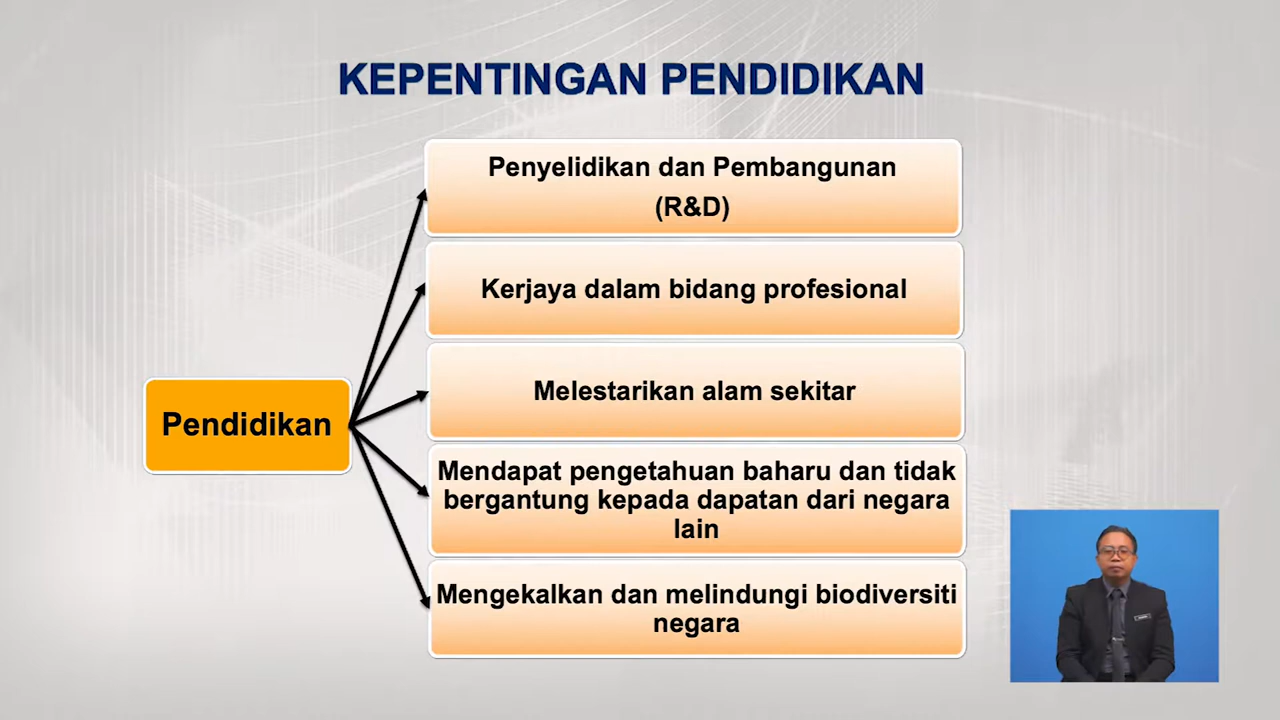 KEPENTINGAN PENDIDIKAN
Penyelidikan dan Pembangunan
(R&D)
Kerjaya dalam bidang profesional
Melestarikan alam sekitar
Pendidikan
Mendapat pengetahuan baharu dan tidak
bergantung kepada dapatan dari negara
lain
Mengekalkan dan melindungi biodiversiti
negara